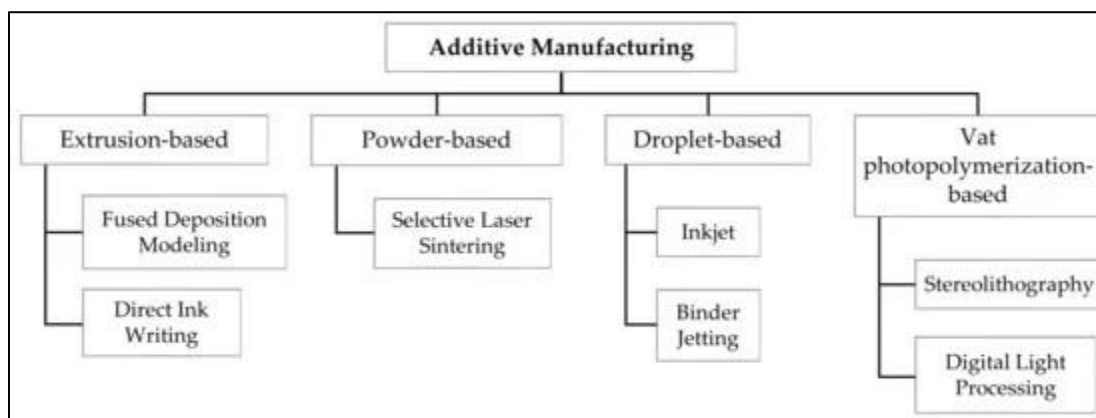 Additive Manufacturing
Extrusion-based
Powder-based
Droplet-based
Vat
photopolymerization-
based
Fused Deposition
Modeling
Direct Ink
Writing
Selective Laser
Sintering
Inkjet
Binder
Jetting
Stereolithography
Digital Light
Processing